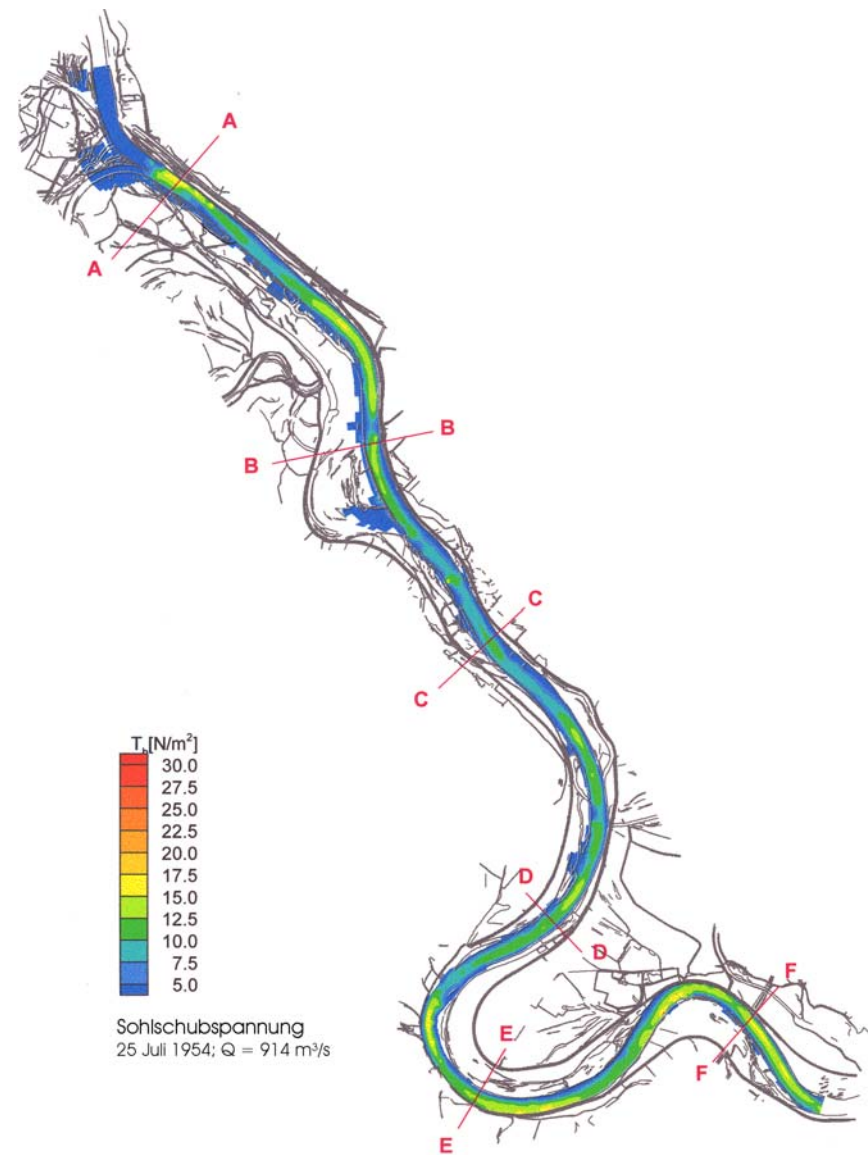 A
A
B
B
C
C
T_b[N/m²]
30.0
27.5
25.0
22.5
20.0
17.5
15.0
12.5
10.0
7.5
5.0
D
D
F
E
F
E
Sohlschubspannung
25 Juli 1954; Q = 914 m³/s